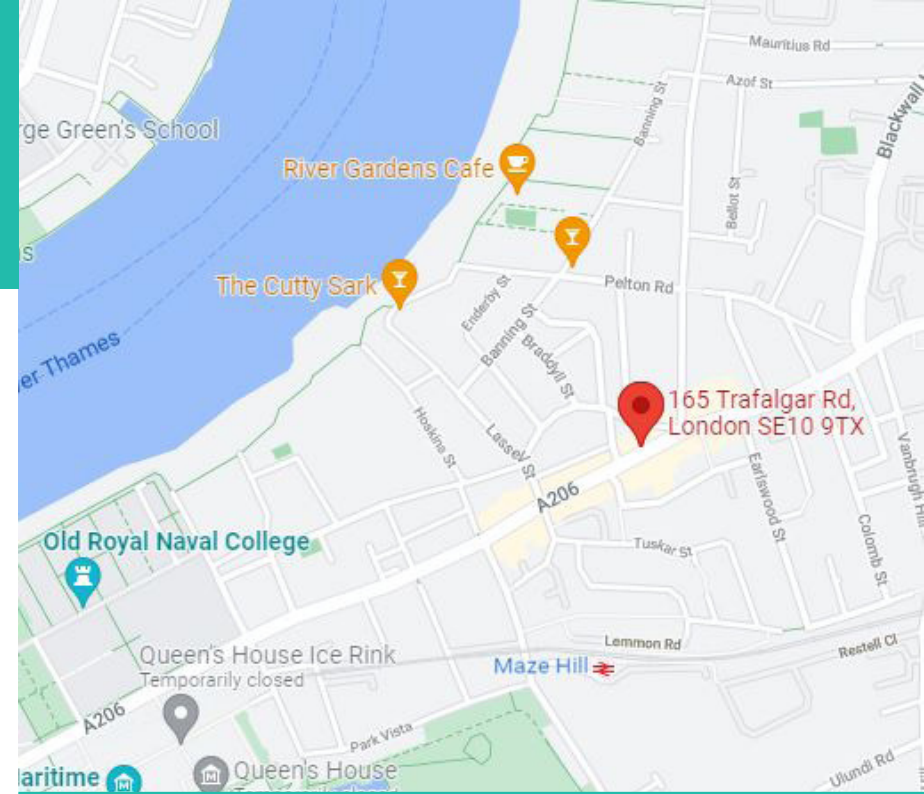 Mauritius Rd
Azof St
Banning St
Blackwall
rge Green's School
River Gardens Cafe
Bellot St
s
The Cutty Sark
Pelton Rd
Enderby St
er Thames
Banning St
Braddyll St
165 Trafalgar Rd,
London SE10 9TX
Hoskins St
Lassell St
Earlswood St
Vanbrugh Hill
A206
Colomb St
Old Royal Naval College
Tuskar St
Lemmon Rd
Restell Cl
Queen's House Ice Rink
Temporarily closed
Maze Hill
A206
Park Vista
Ulundi Rd
aritime
Queen's House